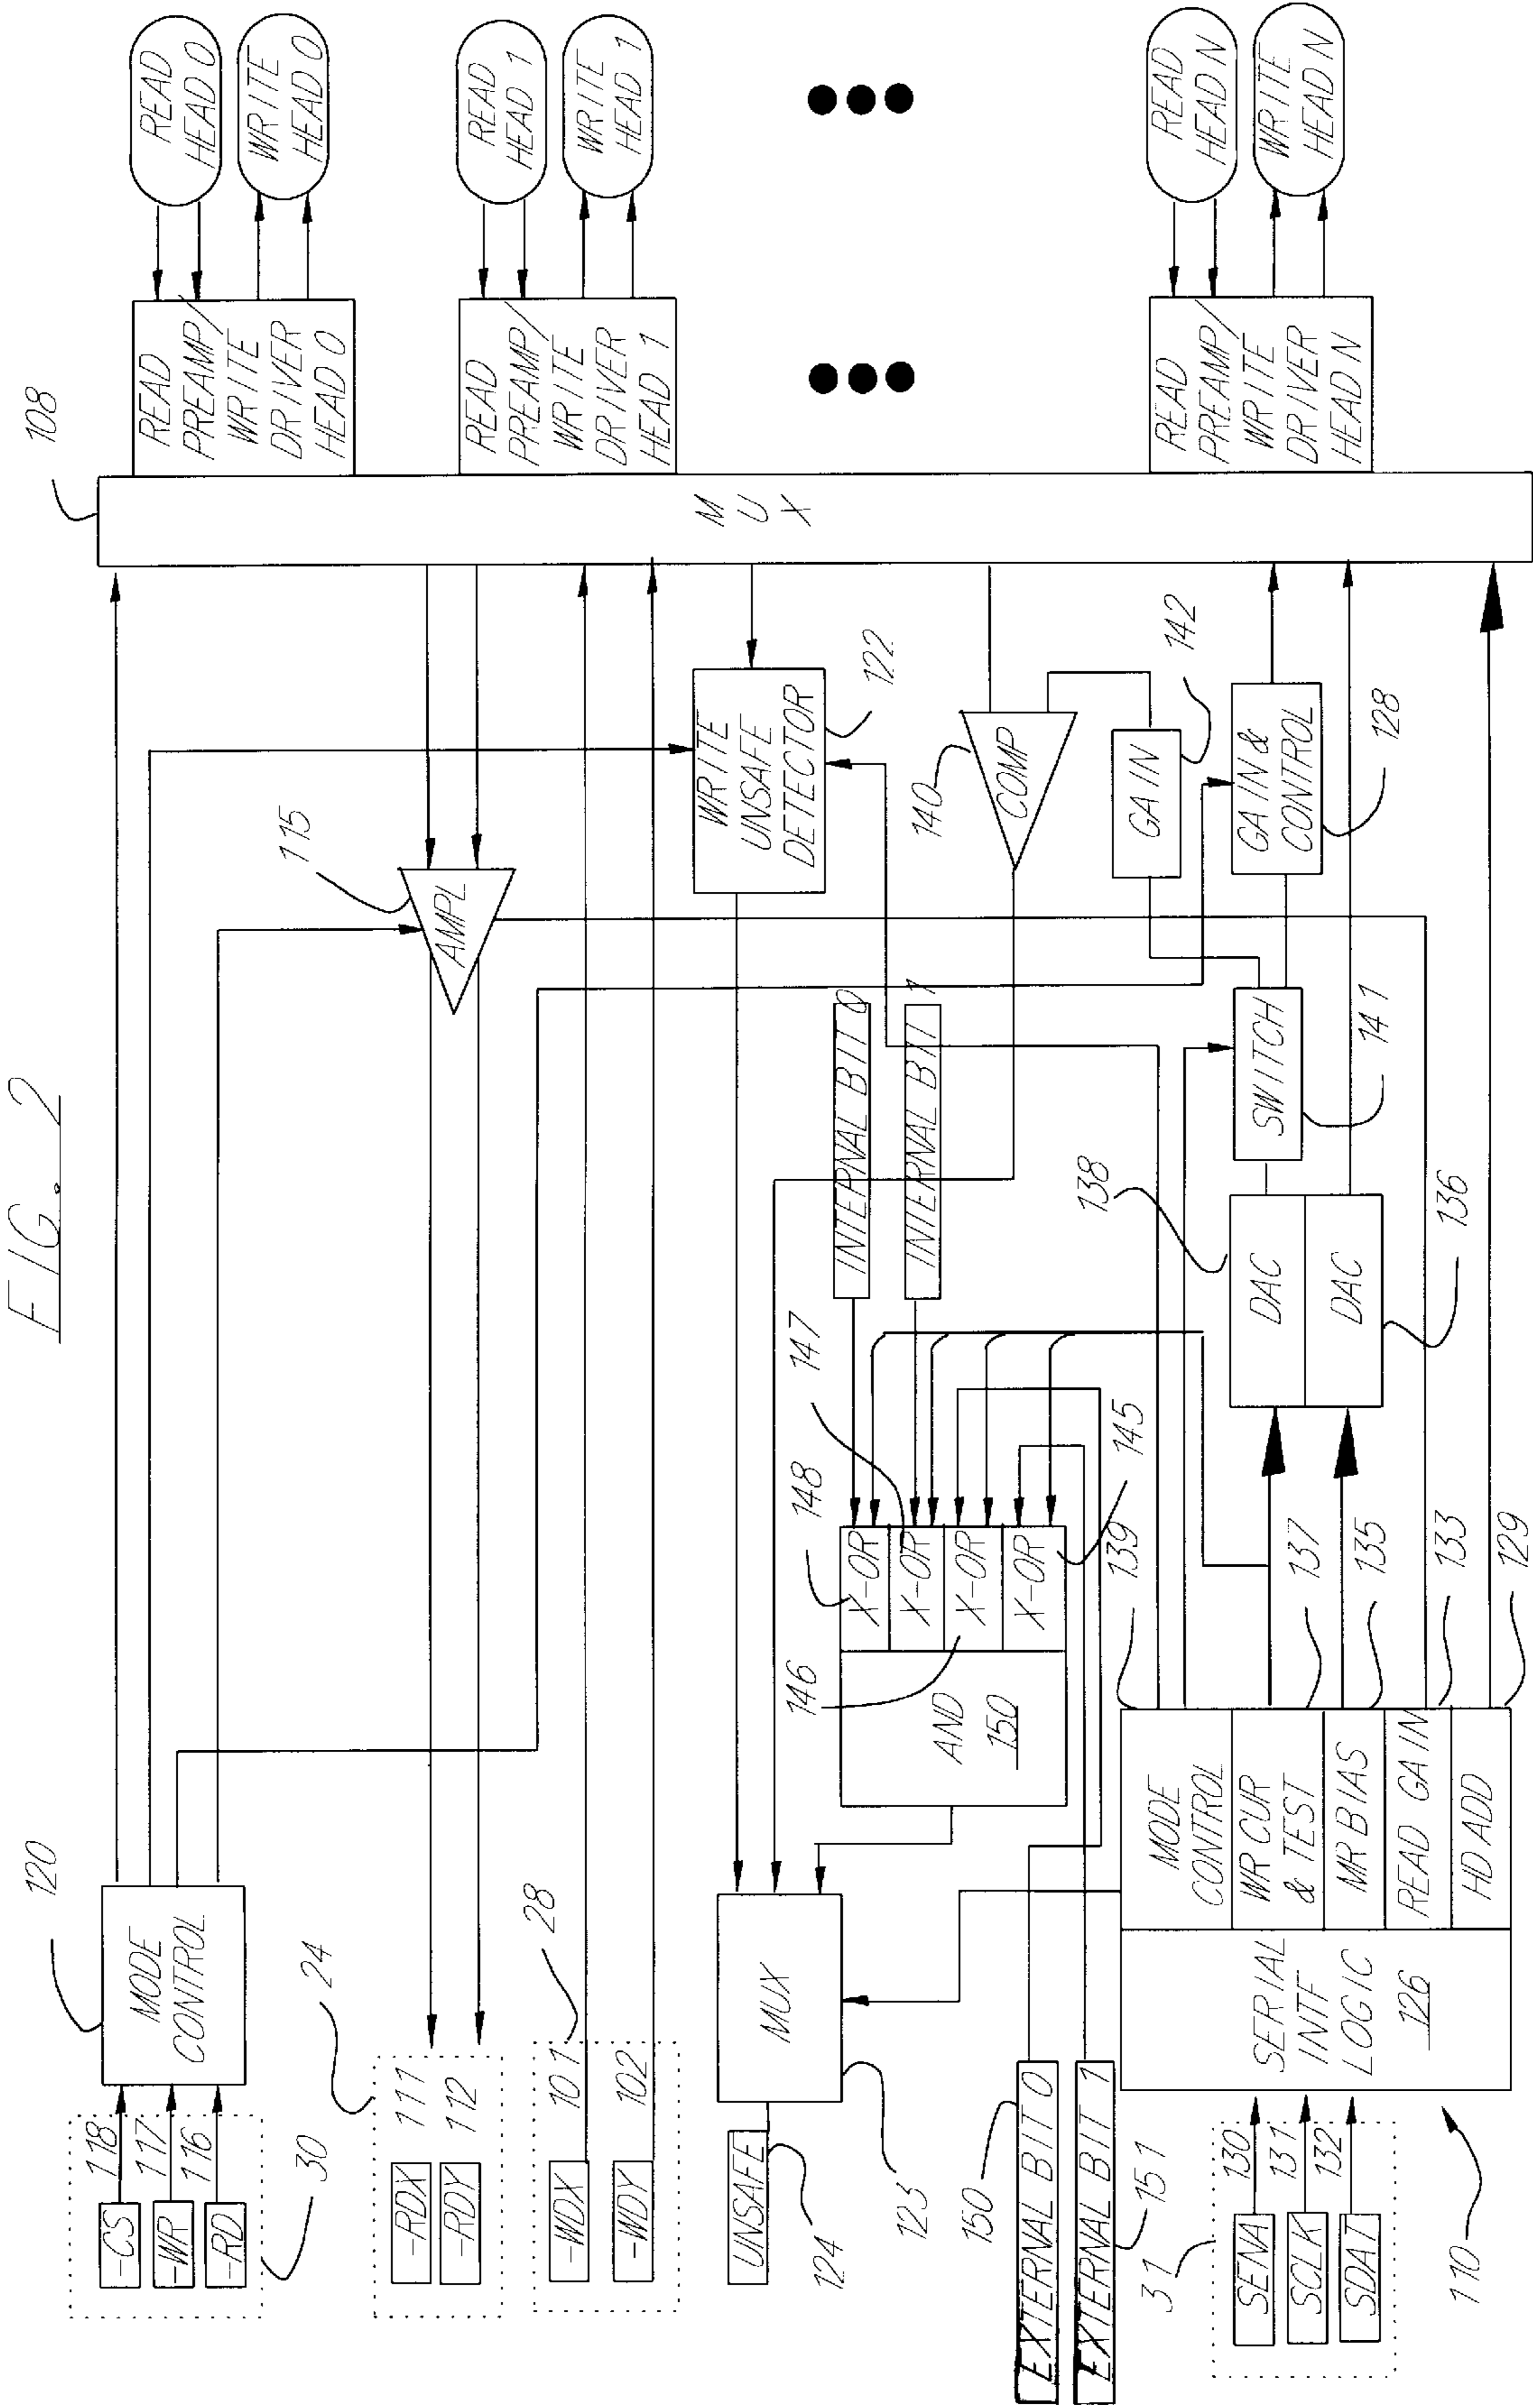 FIG. 2
108
READ
HEAD 0
WRITE
HEAD 0
READ
PREAMP/
WRITE
DRIVER
HEAD 0
READ
HEAD 1
WRITE
HEAD 1
READ
PREAMP/
WRITE
DRIVER
HEAD 1
READ
HEAD N
WRITE
HEAD N
READ
PREAMP/
WRITE
DRIVER
HEAD N
M
U
X
120
MODE
CONTROL
-CS
118
-WR
117
-RD
116
30
115
AMPL
24
-RDX
111
-RDY
112
28
-WDX
101
-WDY
102
WRITE
UNSAFE
DETECTOR
122
140
COMP
GAIN
142
GAIN &
CONTROL
128
INTERNAL BIT 0
INTERNAL BIT 1
SWITCH
141
138
DAC
DAC
136
147
148
X-OR
X-OR
X-OR
X-OR
145
146
AND
150
MUX
UNSAFE
124
123
150
EXTERNAL BIT 0
EXTERNAL BIT 1
151
139
MODE
CONTROL
WR CUR
& TEST
137
MR BIAS
135
READ GAIN
133
HD ADD
129
SERIAL
INTF
LOGIC
126
31
SENA
130
SCLK
131
SDAT
132
110